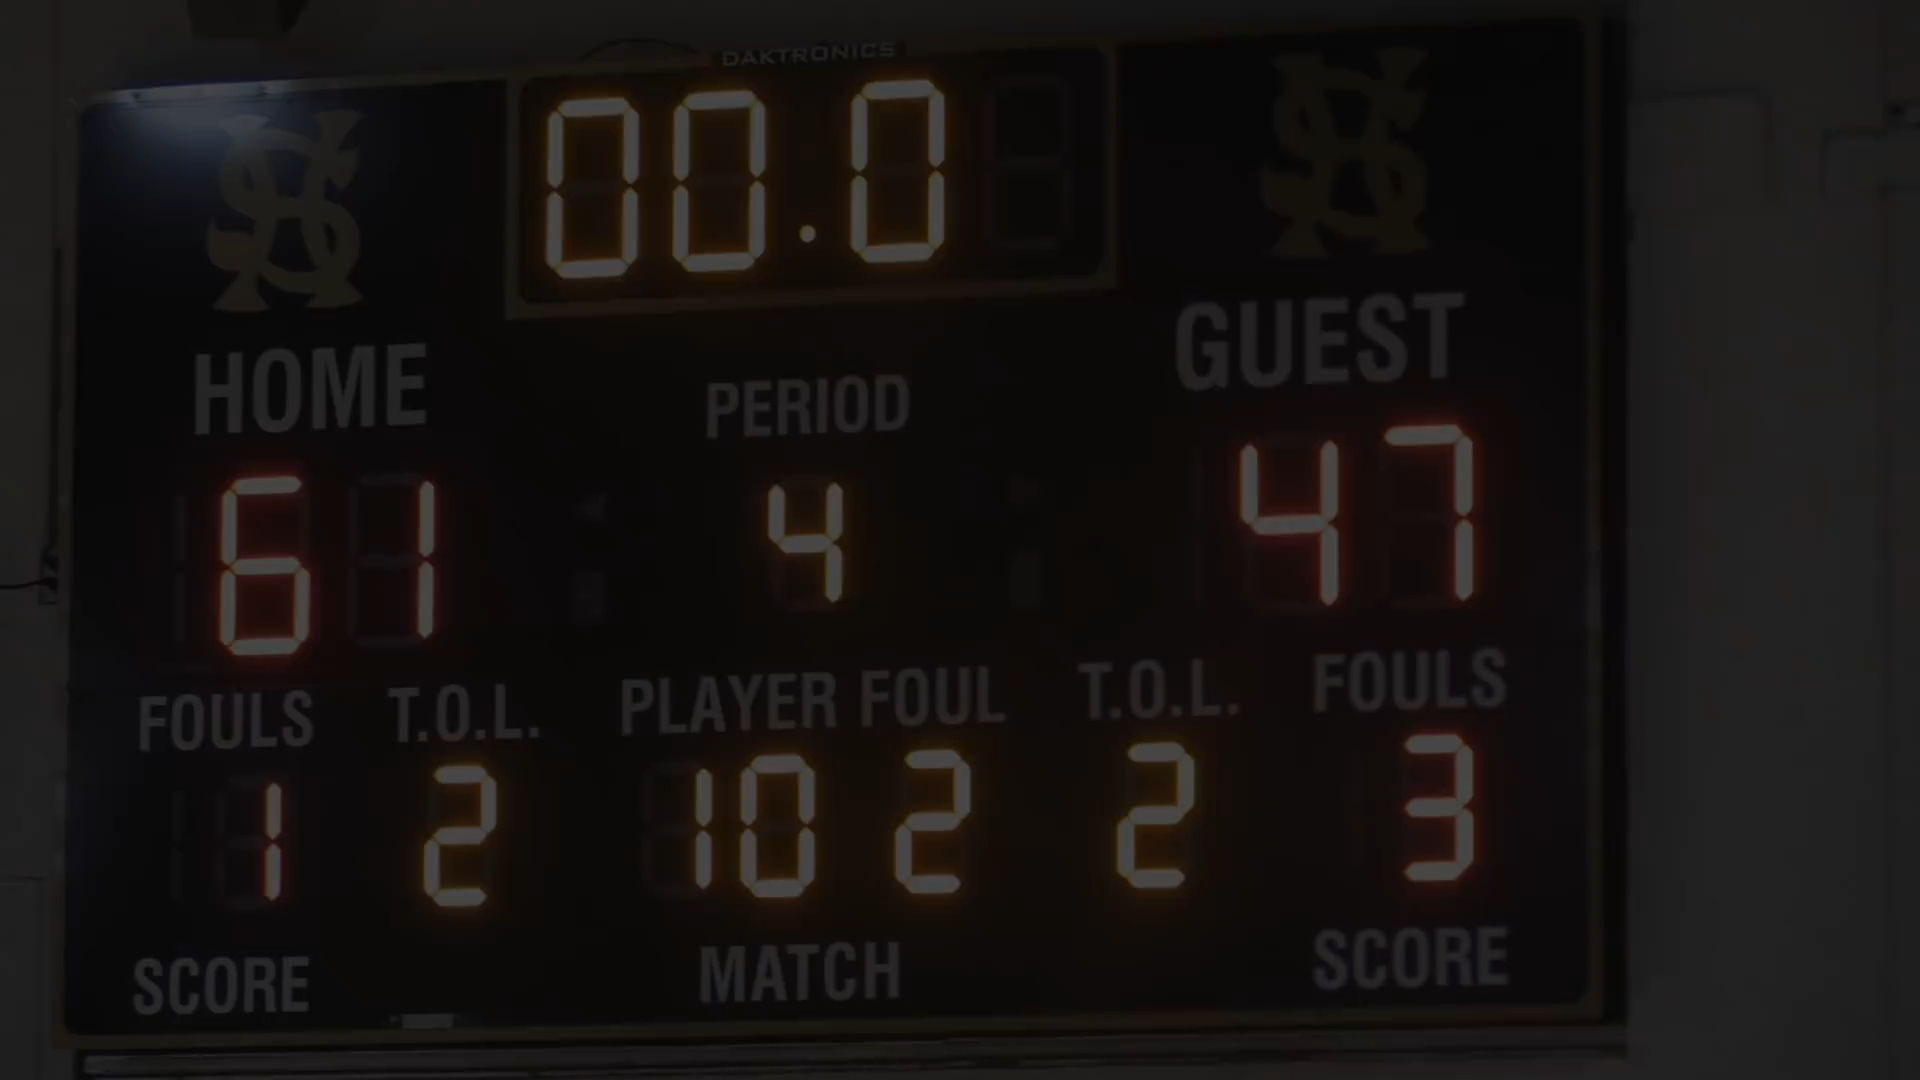 DAKTRONICS
00.0
HOME PERIOD GUEST
61 4 47
FOULS T.O.L. PLAYER FOUL T.O.L. FOULS
1 2 10 2 2 3
SCORE MATCH SCORE